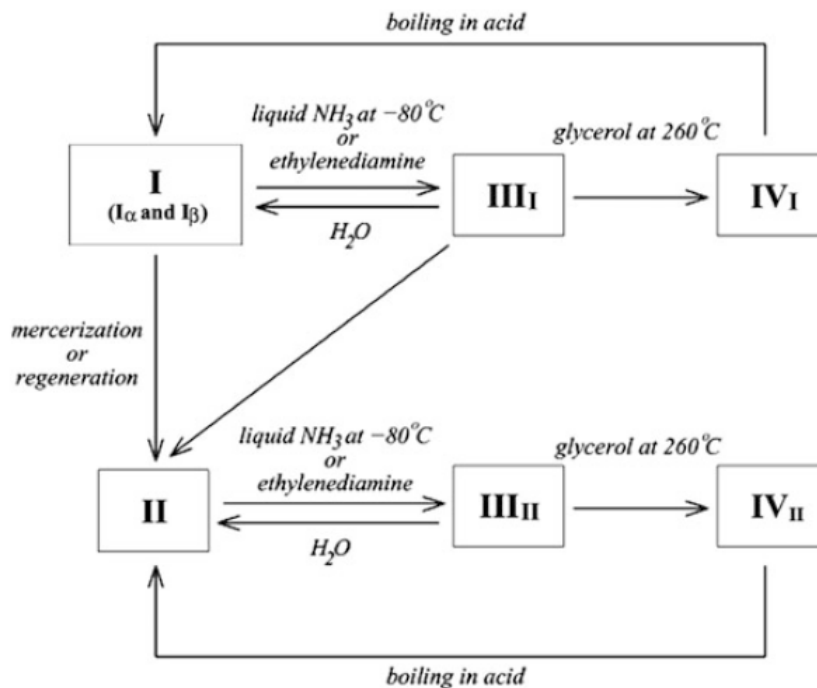 boiling in acid
liquid NH3 at −80°C
or
ethylenediamine
glycerol at 260°C
I
(Iα and Iβ)
IIII
IVI
H2O
mercerization
or
regeneration
liquid NH3 at −80°C
or
ethylenediamine
glycerol at 260°C
II
IIIII
IVII
H2O
boiling in acid